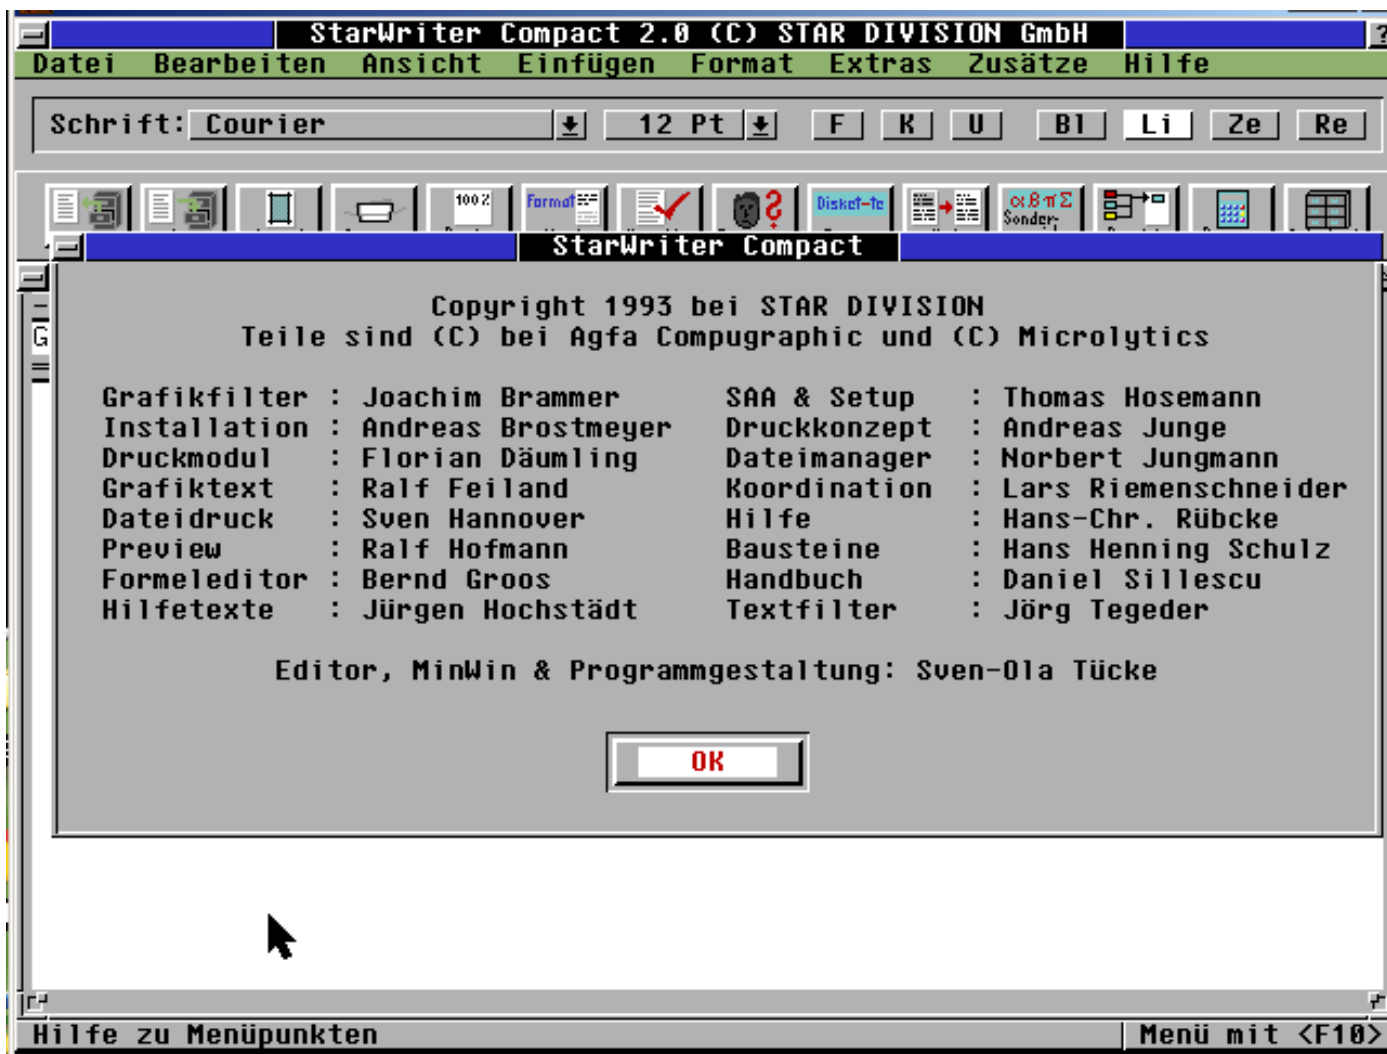 StarWriter Compact 2.0 (C) STAR DIVISION GmbH ?
Datei Bearbeiten Ansicht Einfügen Format Extras Zusätze Hilfe
Schrift: Courier 12 Pt F K U Bl Li Ze Re
100% Format Disket-te αβπΣ
Sonder-
StarWriter Compact
Copyright 1993 bei STAR DIVISION
Teile sind (C) bei Agfa Compugraphic und (C) Microlytics
G
Grafikfilter : Joachim Brammer SAA & Setup : Thomas Hosemann
Installation : Andreas Brostmeyer Druckkonzept : Andreas Junge
Druckmodul : Florian Däumling Dateimanager : Norbert Jungmann
Grafiktext : Ralf Feiland Koordination : Lars Riemenschneider
Dateidruck : Sven Hannover Hilfe : Hans-Chr. Rübcke
Preview : Ralf Hofmann Bausteine : Hans Henning Schulz
Formeleditor : Bernd Groos Handbuch : Daniel Sillescu
Hilfetexte : Jürgen Hochstädt Textfilter : Jörg Tegeder
Editor, MinWin & Programmgestaltung: Sven-Ola Tücke
OK
Hilfe zu Menüpunkten Menü mit <F10>